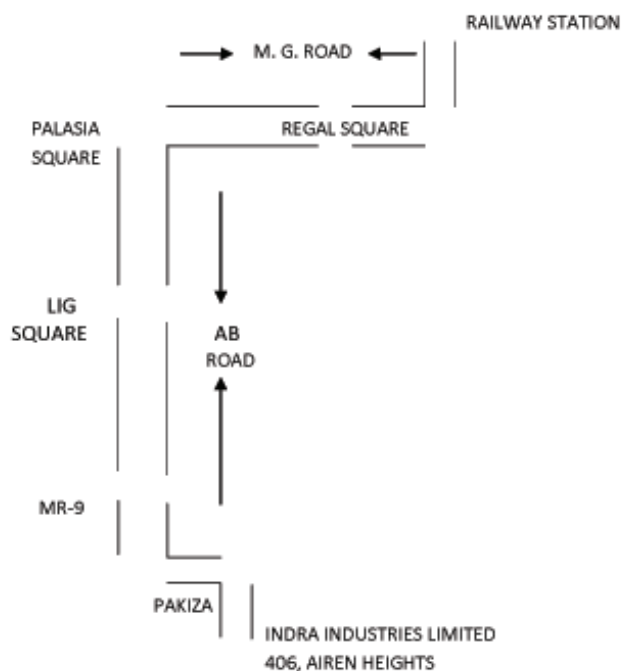 RAILWAY STATION
M. G. ROAD
PALASIA
SQUARE
REGAL SQUARE
LIG
SQUARE
AB
ROAD
MR-9
PAKIZA
INDRA INDUSTRIES LIMITED
406, AIREN HEIGHTS